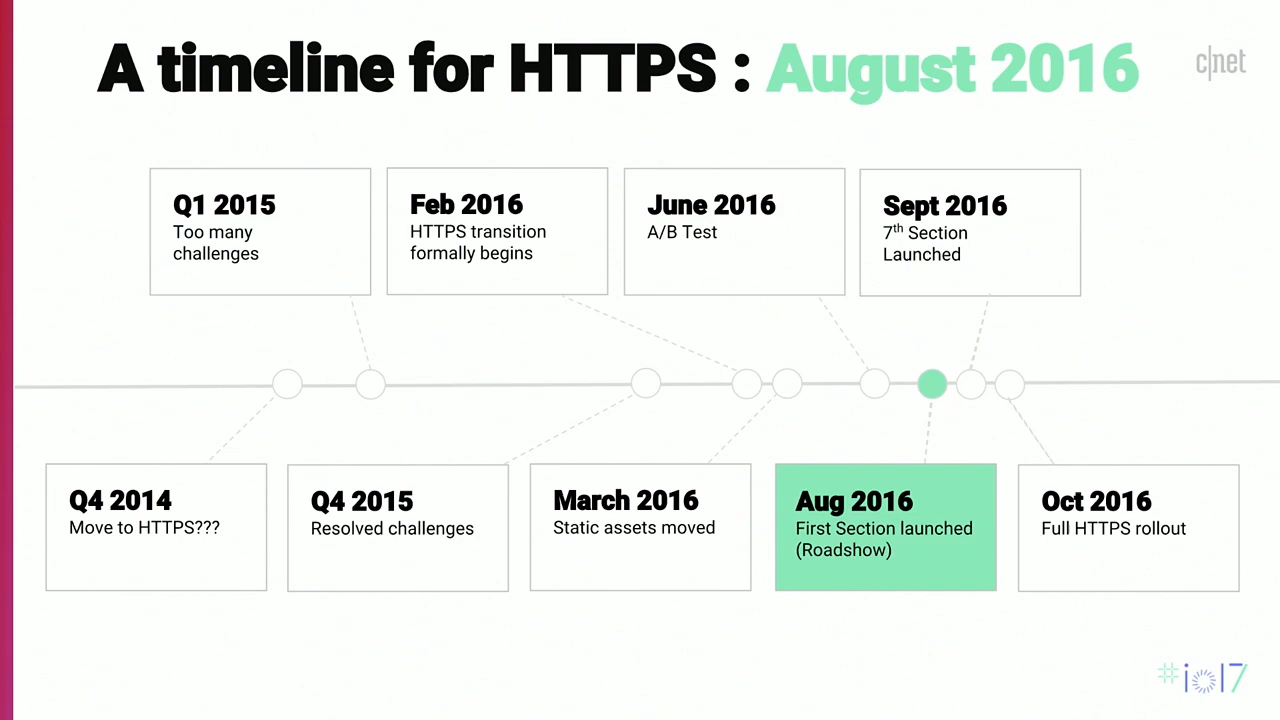 A timeline for HTTPS : August 2016
c|net
Q1 2015
Too many
challenges
Feb 2016
HTTPS transition
formally begins
June 2016
A/B Test
Sept 2016
7th Section
Launched
Q4 2014
Move to HTTPS???
Q4 2015
Resolved challenges
March 2016
Static assets moved
Aug 2016
First Section launched
(Roadshow)
Oct 2016
Full HTTPS rollout
#io17